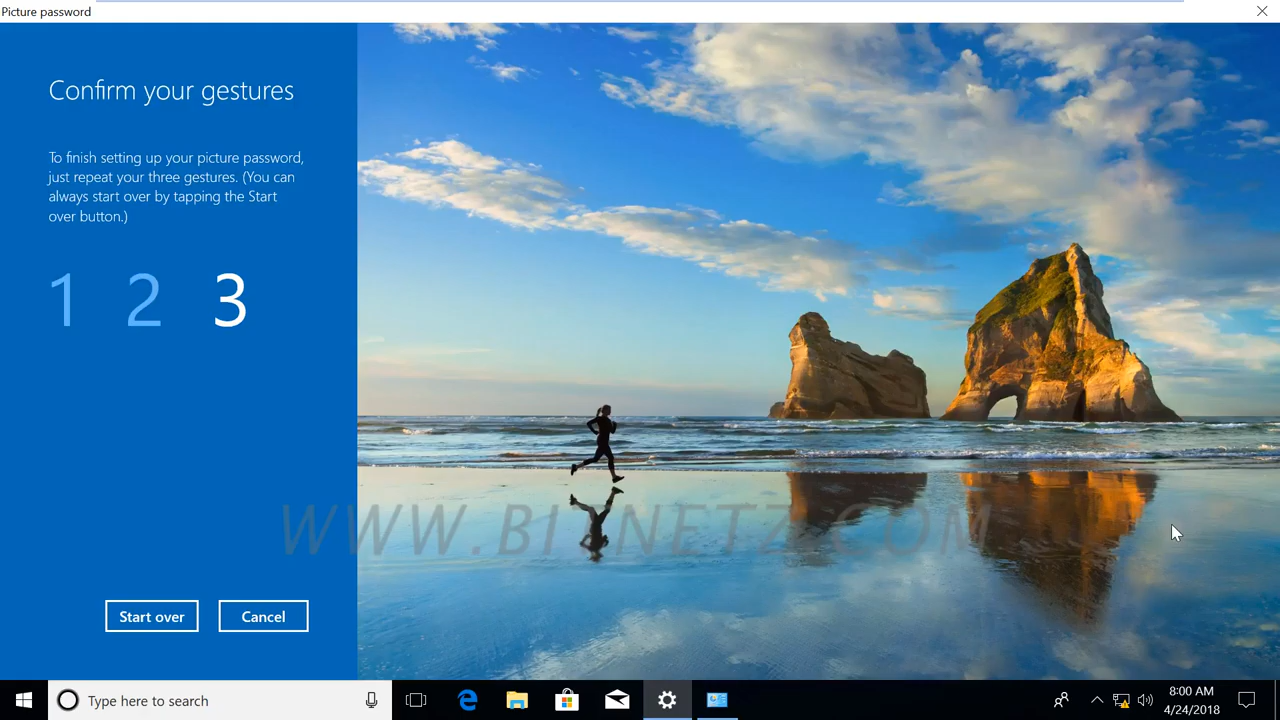 Picture password
Confirm your gestures
To finish setting up your picture password,
just repeat your three gestures. (You can
always start over by tapping the Start
over button.)
1 2 3
WWW.BITNETZ.COM
Start over Cancel
Type here to search
8:00 AM
4/24/2018